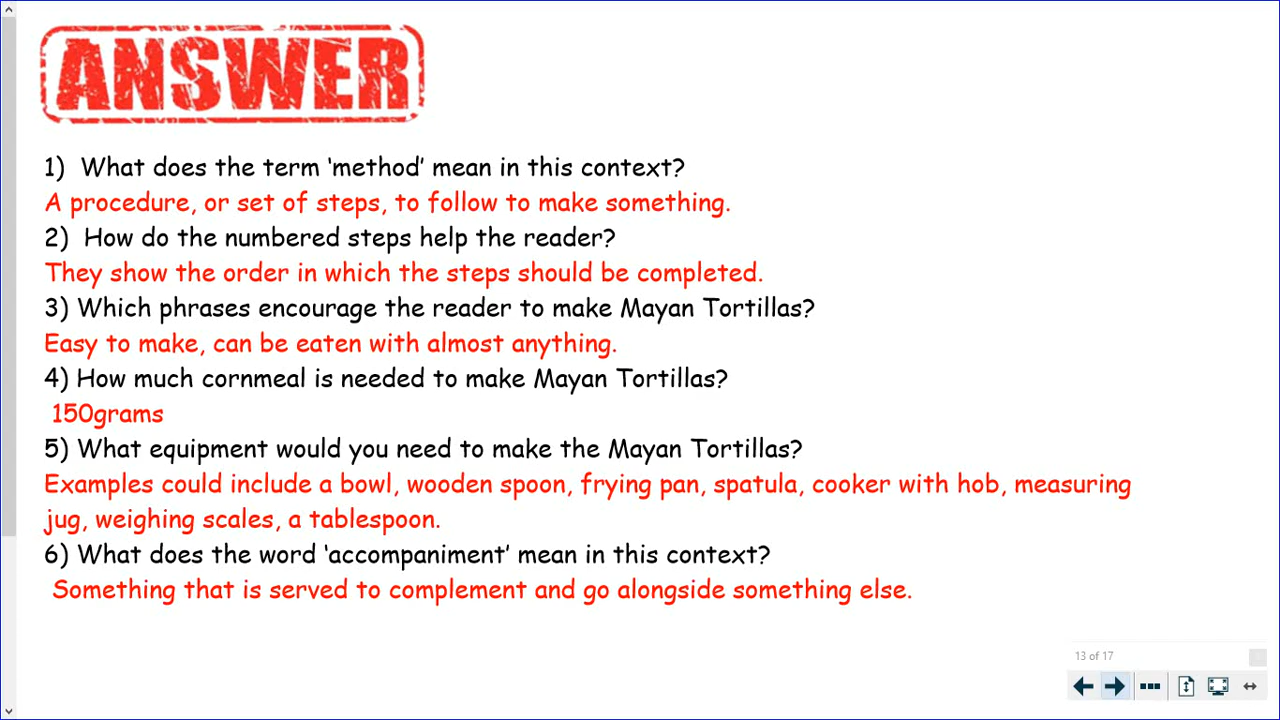 ANSWER
1)  What does the term ‘method’ mean in this context?
A procedure, or set of steps, to follow to make something.
2)  How do the numbered steps help the reader?
They show the order in which the steps should be completed.
3) Which phrases encourage the reader to make Mayan Tortillas?
Easy to make, can be eaten with almost anything.
4) How much cornmeal is needed to make Mayan Tortillas?
150grams
5) What equipment would you need to make the Mayan Tortillas?
Examples could include a bowl, wooden spoon, frying pan, spatula, cooker with hob, measuring
jug, weighing scales, a tablespoon.
6) What does the word ‘accompaniment’ mean in this context?
Something that is served to complement and go alongside something else.
13 of 17